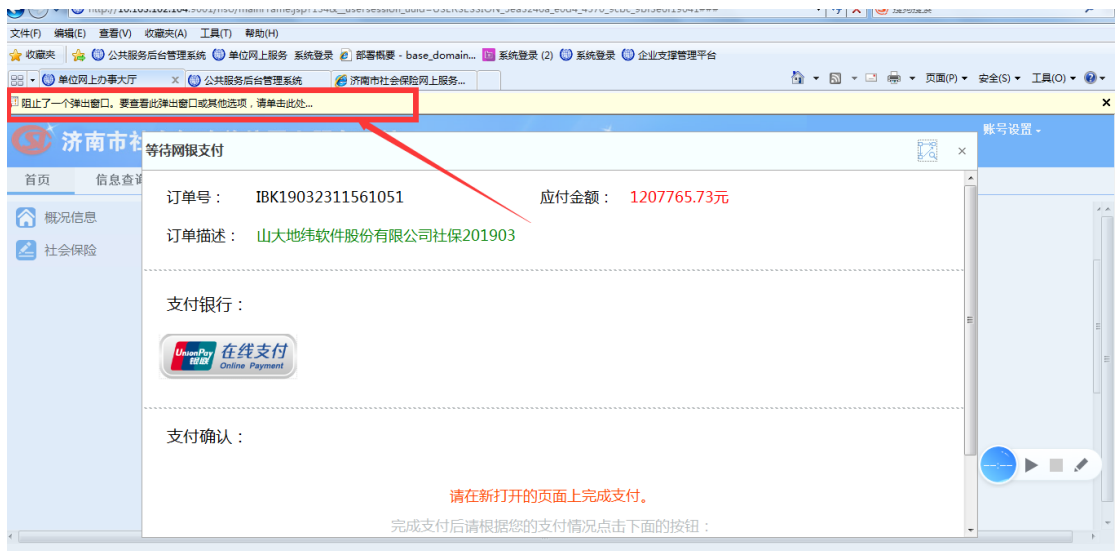 文件(F) 编辑(E) 查看(V) 收藏夹(A) 工具(T) 帮助(H)
收藏夹 公共服务后台管理系统 单位网上服务 系统登录 部署概要 - base_domain... 系统登录 (2) 系统登录 企业支撑管理平台
单位网上办事大厅 x 公共服务后台管理系统 济南市社会保险网上服务... 页面(P) 安全(S) 工具(O)
阻止了一个弹出窗口。要查看此弹出窗口或其他选项，请单击此处... x
济南市社 账号设置
等待网银支付 ×
首页 信息查询
订单号： IBK19032311561051 应付金额： 1207765.73元
概况信息
订单描述： 山大地纬软件股份有限公司社保201903
社会保险
支付银行：
UnionPay 银联 在线支付
Online Payment
支付确认：
--:--
请在新打开的页面上完成支付。
完成支付后请根据您的支付情况点击下面的按钮：